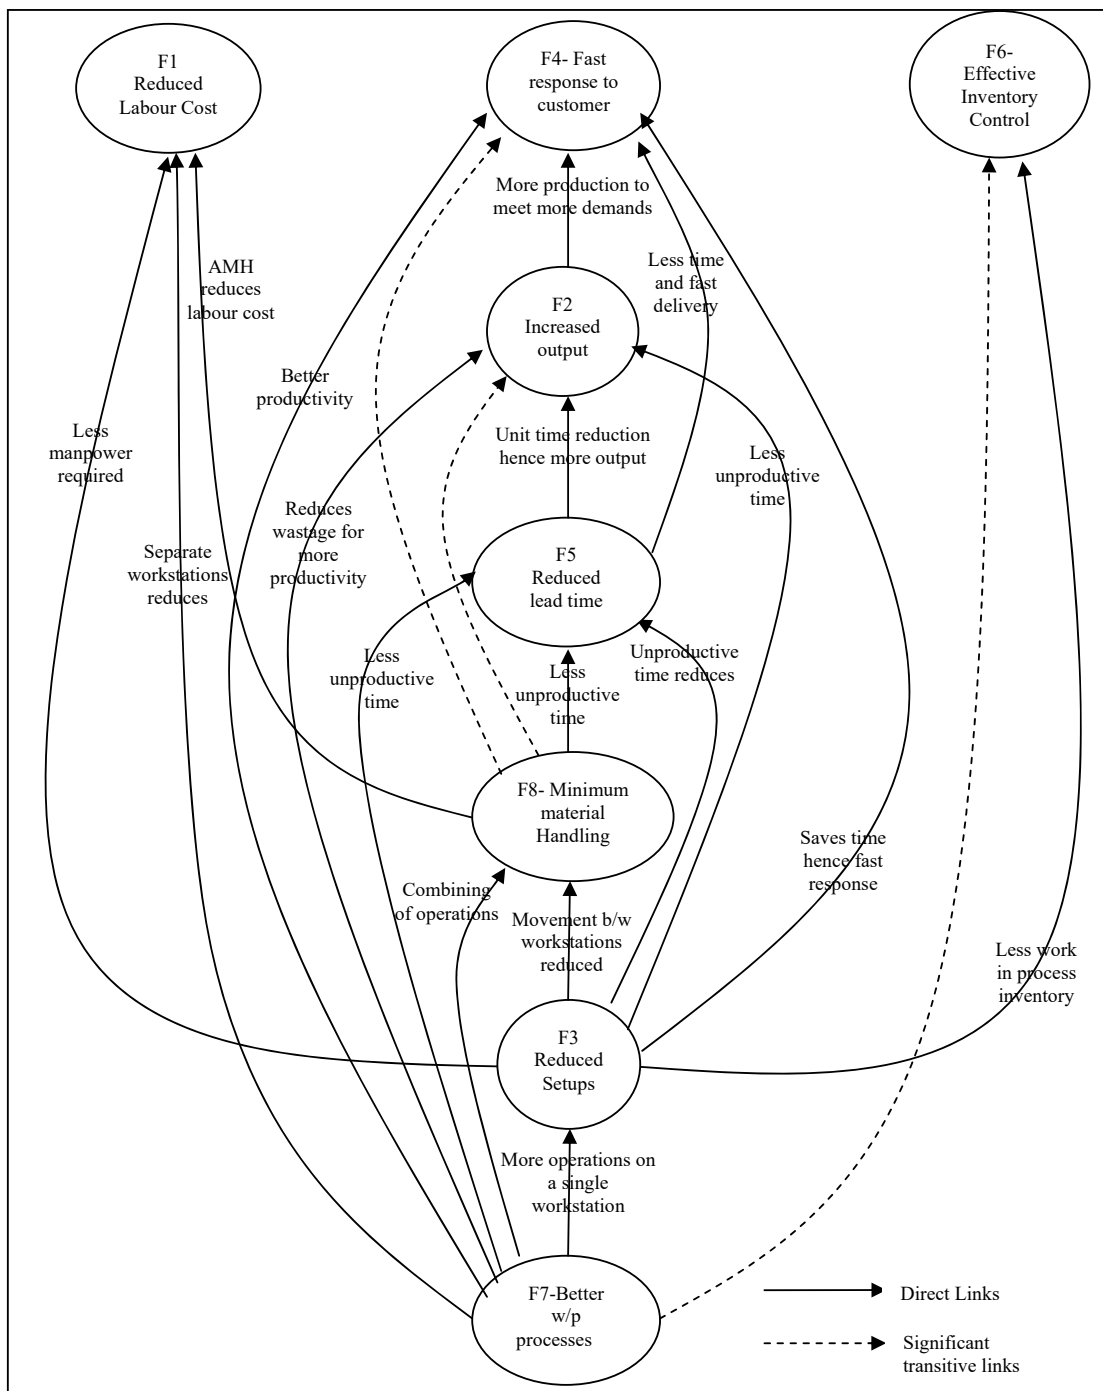 F1
Reduced
Labour Cost
F4- Fast
response to
customer
F6-
Effective
Inventory
Control
More production to
meet more demands
AMH
reduces
labour cost
Less time
and fast
delivery
F2
Increased
output
Better
productivity
Less
manpower
required
Unit time reduction
hence more output
Less
unproductive
time
Reduces
wastage for
more
productivity
Separate
workstations
reduces
F5
Reduced
lead time
Less
unproductive
time
Less
unproductive
time
Unproductive
time reduces
F8- Minimum
material
Handling
Saves time
hence fast
response
Combining
of operations
Movement b/w
workstations
reduced
Less work
in process
inventory
F3
Reduced
Setups
More operations on
a single
workstation
F7-Better
w/p
processes
Direct Links
Significant
transitive links